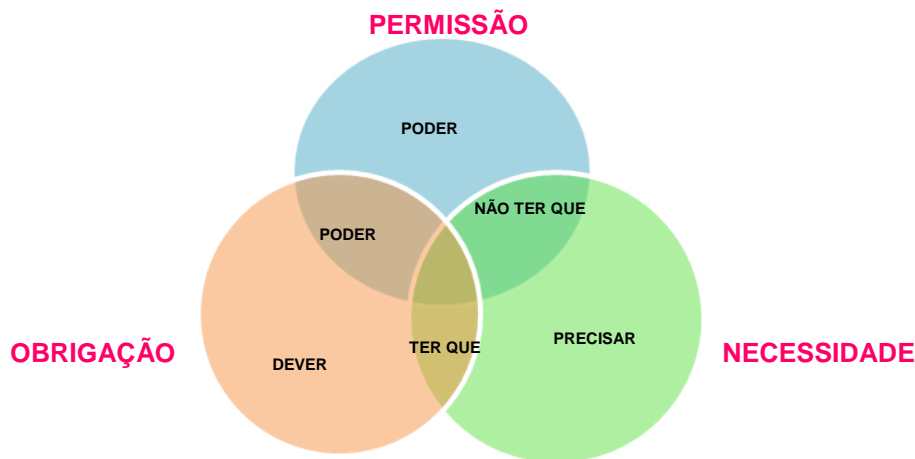 PERMISSÃO
PODER
NÃO TER QUE
PODER
OBRIGAÇÃO
DEVER
TER QUE
PRECISAR
NECESSIDADE